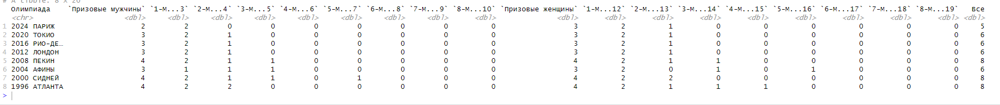 # A tibble: 8 × 20
Олимпиада `Призовые мужчины` `1-м...3` `2-м...4` `3-м...5` `4-м...6` `5-м...7` `6-м...8` `7-м...9` `8-м...10` `Призовые женщины` `1-м...12` `2-м...13` `3-м...14` `4-м...15` `5-м...16` `6-м...17` `7-м...18` `8-м...19` Все
<chr> <dbl> <dbl> <dbl> <dbl> <dbl> <dbl> <dbl> <dbl> <dbl> <dbl> <dbl> <dbl> <dbl> <dbl> <dbl> <dbl> <dbl> <dbl> <dbl>
1 2024 ПАРИЖ 2 2 0 0 0 0 0 0 0 3 2 1 0 0 0 0 0 0 5
2 2020 ТОКИО 3 2 1 0 0 0 0 0 0 3 2 1 0 0 0 0 0 0 6
3 2016 РИО-ДЕ… 3 2 1 0 0 0 0 0 0 3 2 1 0 0 0 0 0 0 6
4 2012 ЛОНДОН 3 2 1 0 0 0 0 0 0 3 2 1 0 0 0 0 0 0 6
5 2008 ПЕКИН 4 2 1 1 0 0 0 0 0 4 2 1 1 0 0 0 0 0 8
6 2004 АФИНЫ 3 1 1 1 0 0 0 0 0 3 2 0 1 0 1 0 0 0 6
7 2000 СИДНЕЙ 4 2 1 1 0 1 0 0 0 4 2 2 0 0 0 0 0 0 8
8 1996 АТЛАНТА 4 2 2 0 0 0 0 0 0 4 2 1 1 1 0 0 0 0 8
>